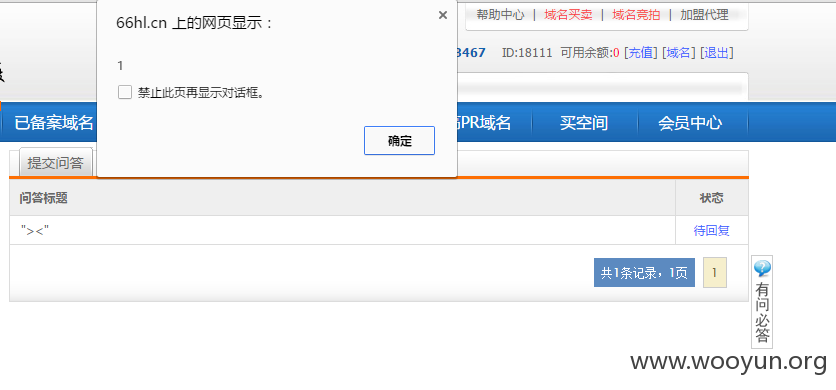 66hl.cn 上的网页显示：
1
禁止此页再显示对话框。
确定
帮助中心 | 域名买卖 | 域名竞拍 | 加盟代理
3467 ID:18111 可用余额:0 [充值] [域名] [退出]
已备案域名 高PR域名 买空间 会员中心
提交问答
问答标题 状态
"><" 待回复
共1条记录，1页 1
有问必答
www.wooyun.org